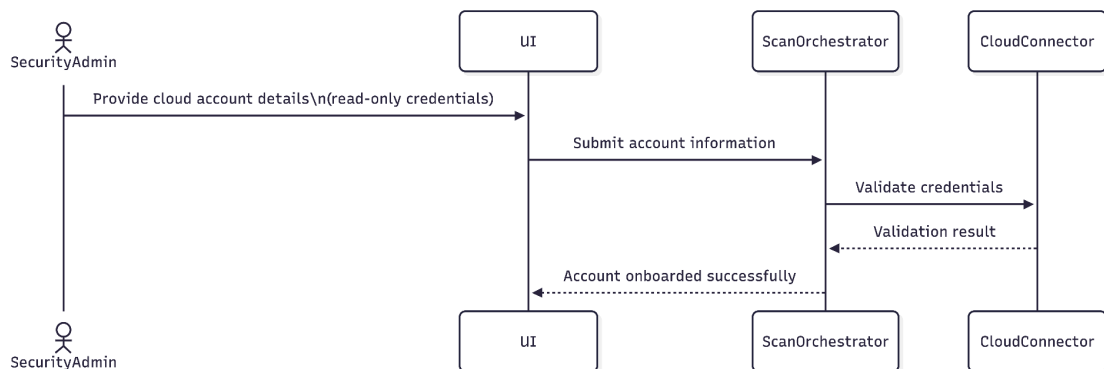 SecurityAdmin
UI
ScanOrchestrator
CloudConnector
Provide cloud account details\n(read-only credentials)
Submit account information
Validate credentials
Validation result
Account onboarded successfully
SecurityAdmin
UI
ScanOrchestrator
CloudConnector